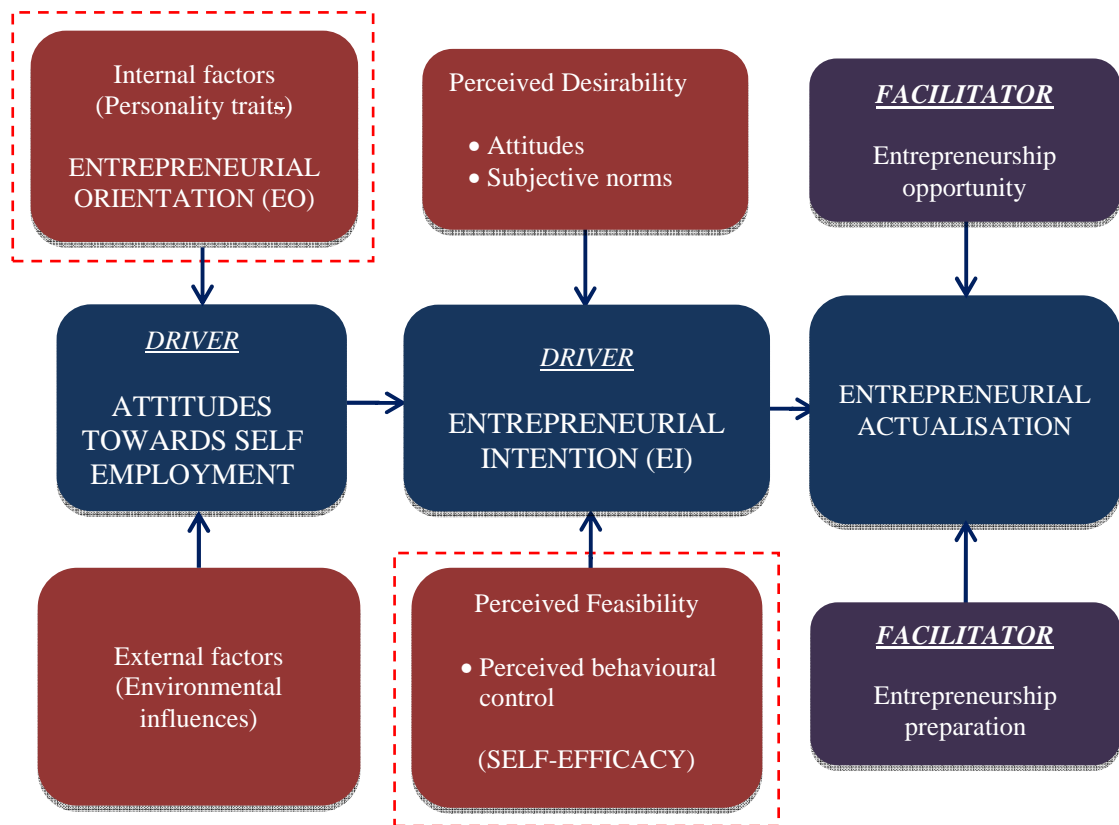 Internal factors
(Personality traits)
ENTREPRENEURIAL
ORIENTATION (EO)
Perceived Desirability
• Attitudes
• Subjective norms
FACILITATOR
Entrepreneurship
opportunity
DRIVER
ATTITUDES
TOWARDS SELF
EMPLOYMENT
DRIVER
ENTREPRENEURIAL
INTENTION (EI)
ENTREPRENEURIAL
ACTUALISATION
External factors
(Environmental
influences)
Perceived Feasibility
• Perceived behavioural
control
(SELF-EFFICACY)
FACILITATOR
Entrepreneurship
preparation